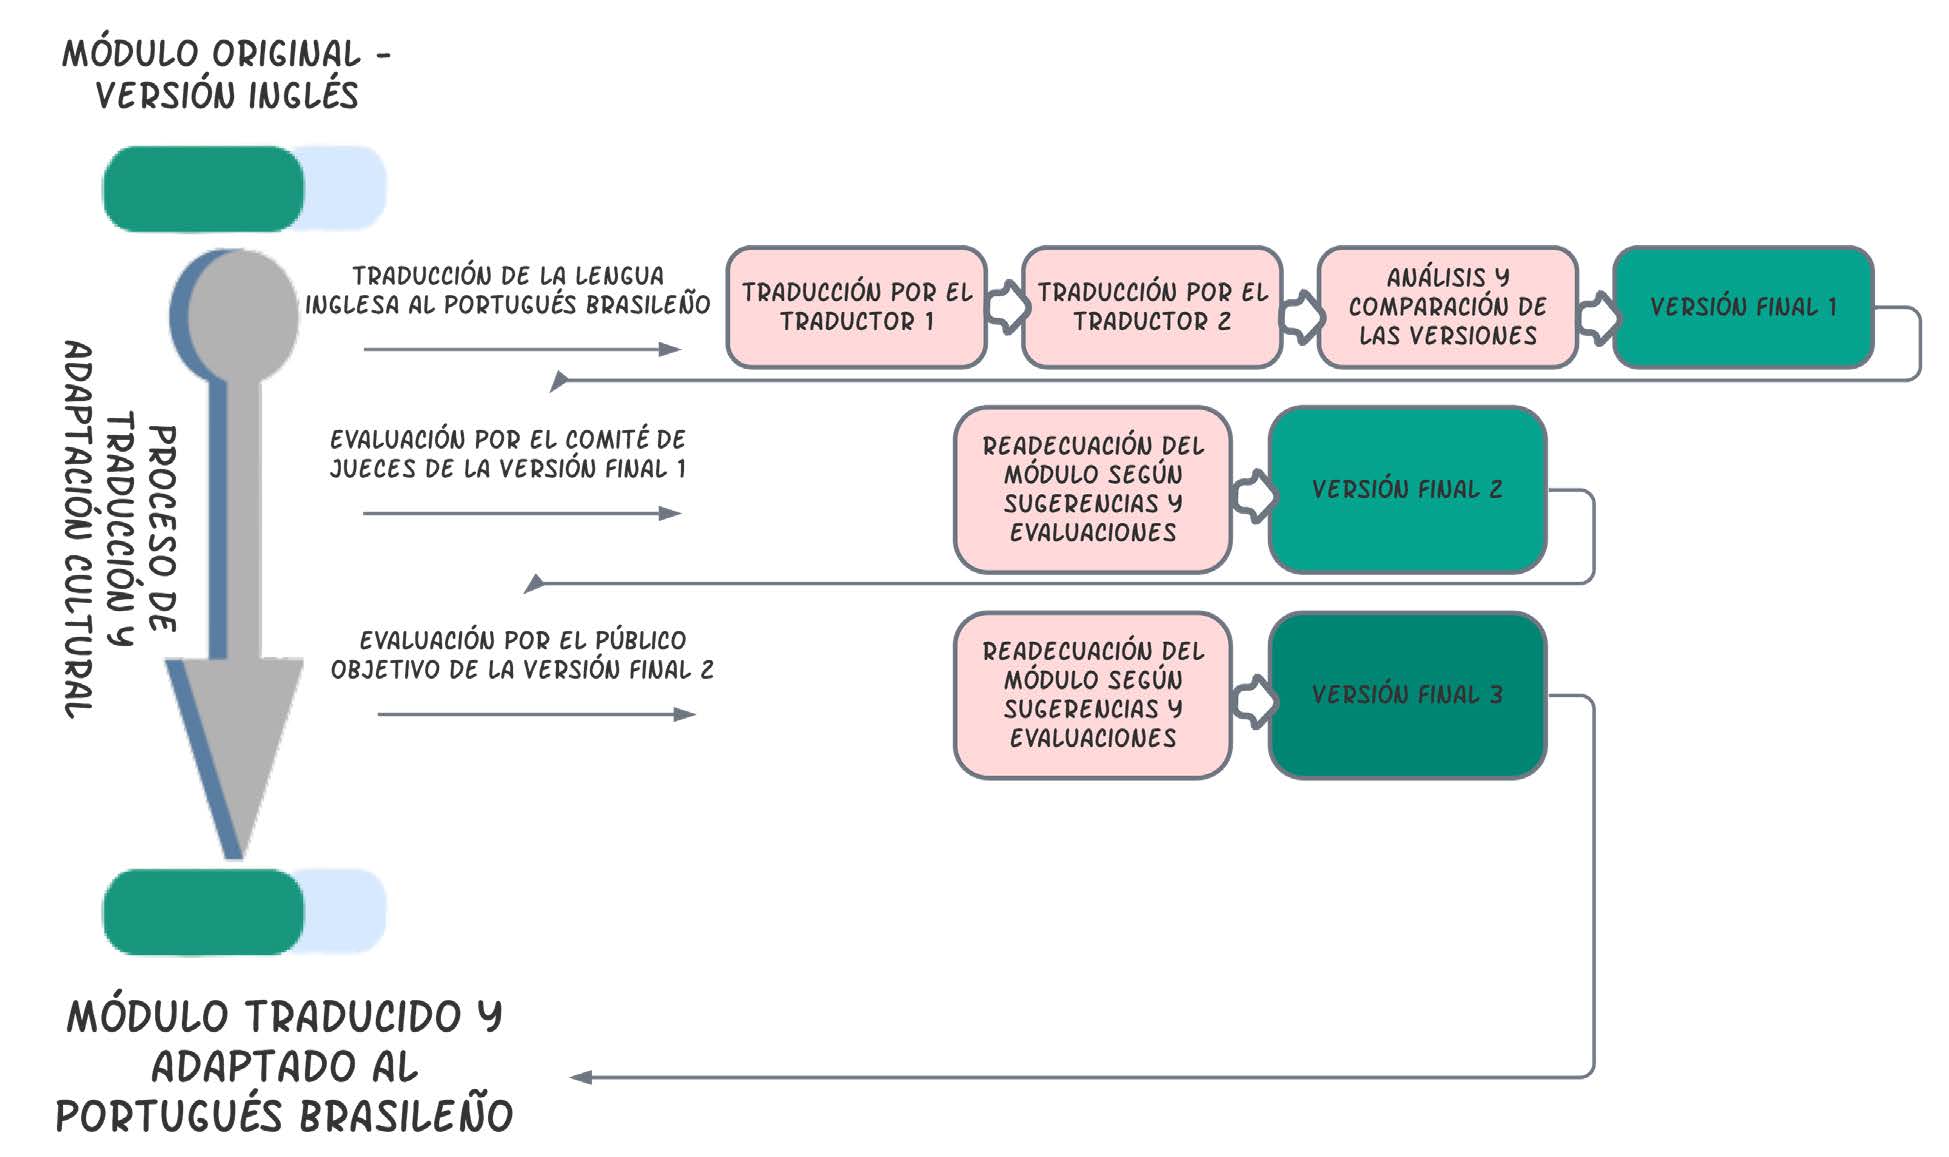 MÓDULO ORIGINAL -
VERSIÓN INGLÉS
PROCESO DE
TRADUCCIÓN Y
ADAPTACIÓN CULTURAL
TRADUCCIÓN DE LA LENGUA
INGLESA AL PORTUGUÉS BRASILEÑO
TRADUCCIÓN POR EL
TRADUCTOR 1
TRADUCCIÓN POR EL
TRADUCTOR 2
ANÁLISIS Y
COMPARACIÓN DE
LAS VERSIONES
VERSIÓN FINAL 1
EVALUACIÓN POR EL COMITÉ DE
JUECES DE LA VERSIÓN FINAL 1
READECUACIÓN DEL
MÓDULO SEGÚN
SUGERENCIAS Y
EVALUACIONES
VERSIÓN FINAL 2
EVALUACIÓN POR EL PÚBLICO
OBJETIVO DE LA VERSIÓN FINAL 2
READECUACIÓN DEL
MÓDULO SEGÚN
SUGERENCIAS Y
EVALUACIONES
VERSIÓN FINAL 3
MÓDULO TRADUCIDO Y
ADAPTADO AL
PORTUGUÉS BRASILEÑO